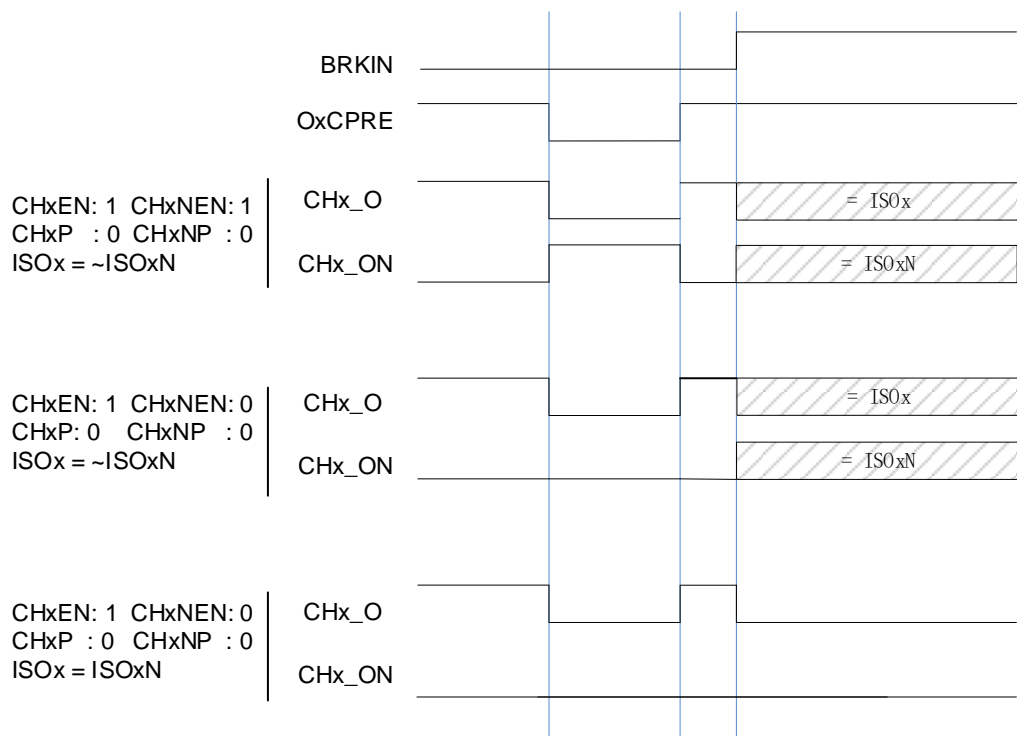 BRKIN
OxCPRE
CHxEN: 1 CHxNEN: 1
CHxP : 0 CHxNP : 0
ISOx = ~ISOxN
CHx_O
= ISOx
CHx_ON
= ISOxN
CHxEN: 1 CHxNEN: 0
CHxP: 0 CHxNP : 0
ISOx = ~ISOxN
CHx_O
= ISOx
CHx_ON
= ISOxN
CHxEN: 1 CHxNEN: 0
CHxP : 0 CHxNP : 0
ISOx = ISOxN
CHx_O
CHx_ON